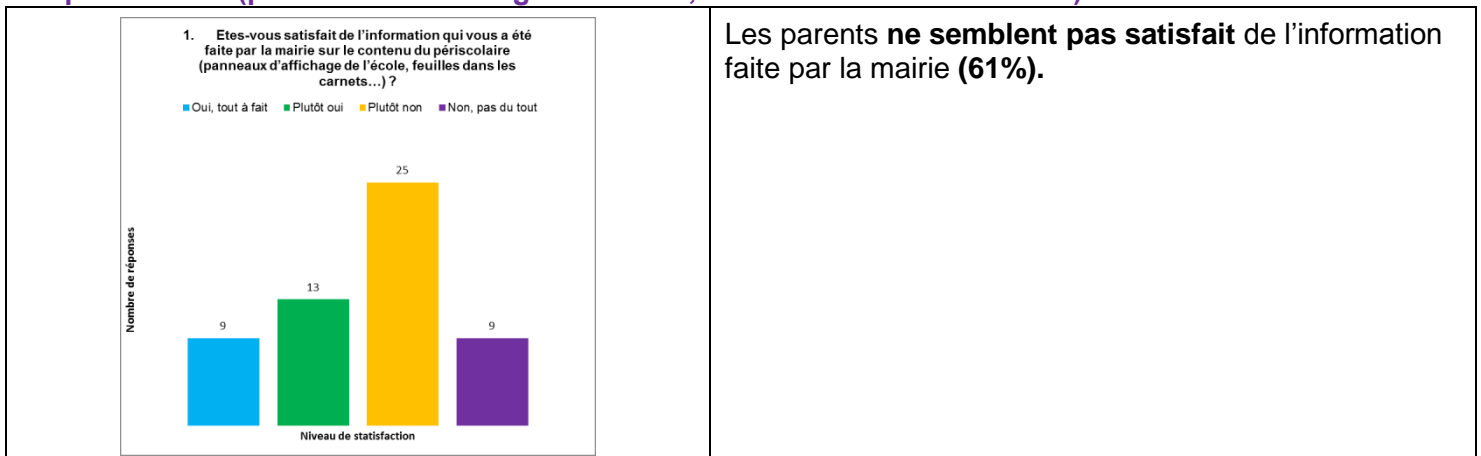 1. Etes-vous satisfait de l'information qui vous a été
faite par la mairie sur le contenu du périscolaire
(panneaux d'affichage de l'école, feuilles dans les
carnets…) ?
Oui, tout à fait Plutôt oui Plutôt non Non, pas du tout
25
13
9
9
Nombre de réponses
Niveau de statisfaction
Les parents ne semblent pas satisfait de l'information
faite par la mairie (61%).